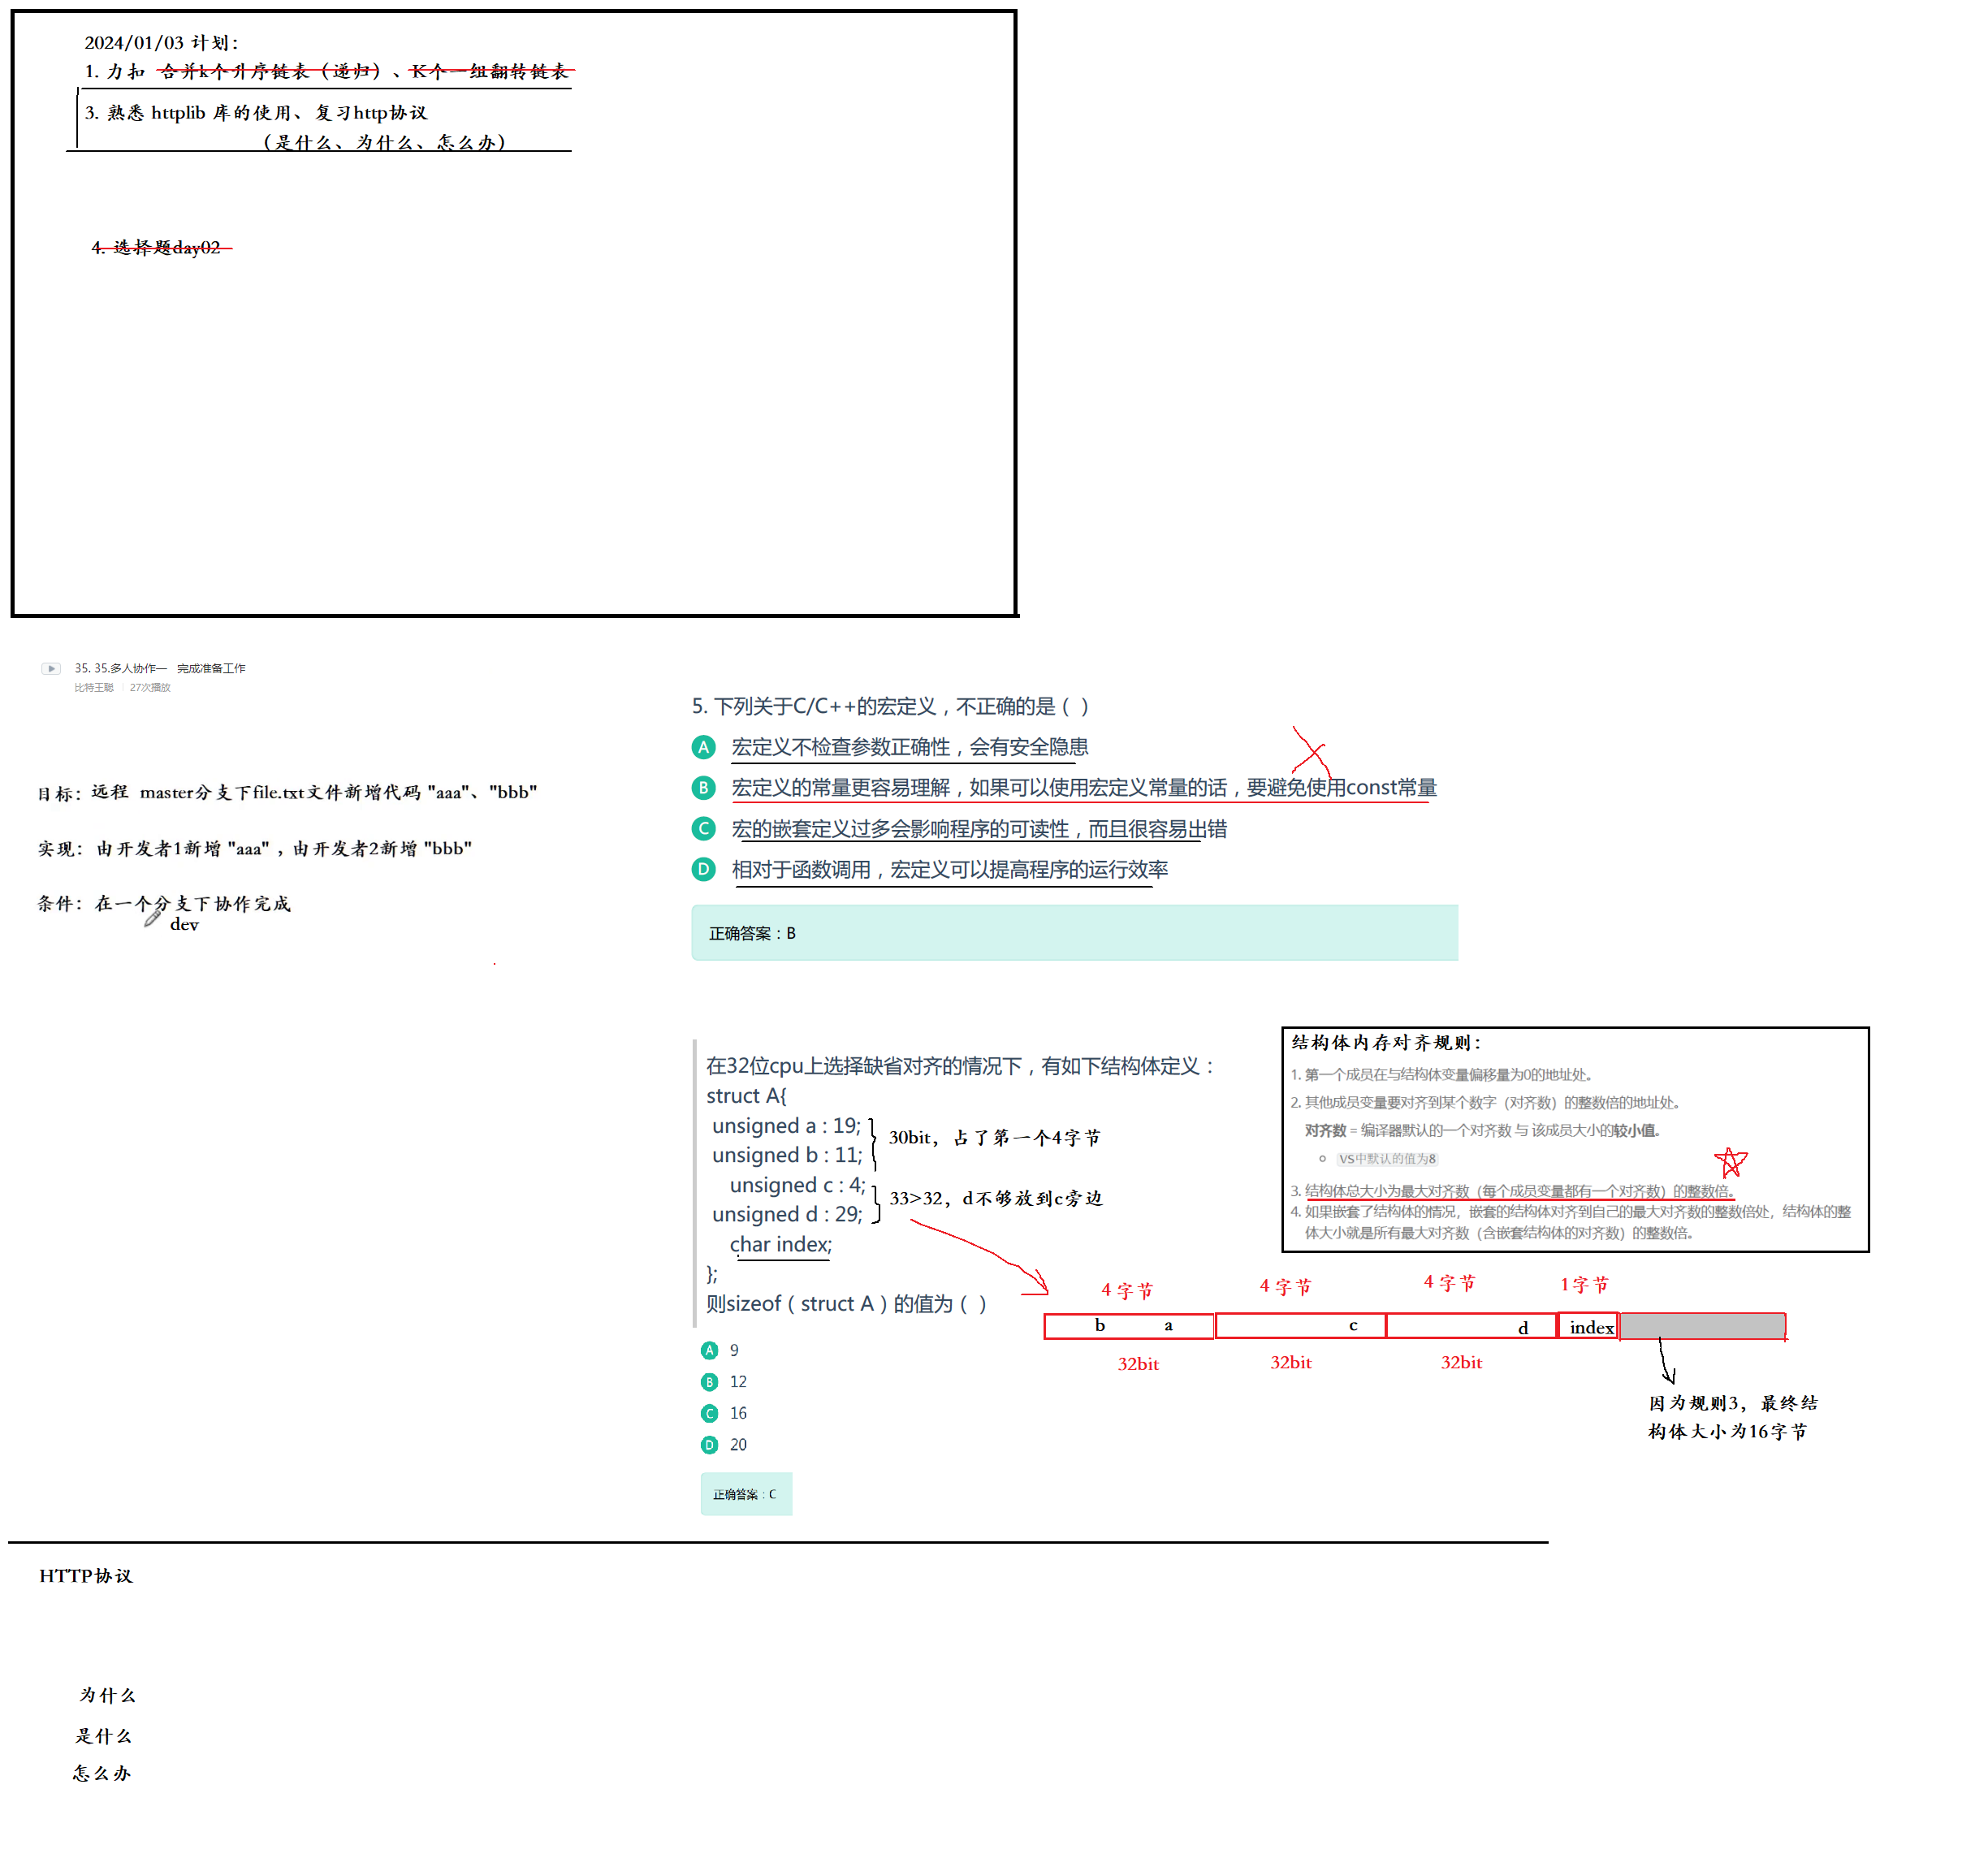 2024/01/03 计划：
1. 力扣 合并k个升序链表（递归）、K个一组翻转链表
3. 熟悉 httplib 库的使用、复习http协议
（是什么、为什么、怎么办）
4. 选择题day02
35. 35.多人协作一 完成准备工作
比特王聪 27次播放
目标：远程 master分支下file.txt文件新增代码 "aaa"、"bbb"
实现：由开发者1新增 "aaa"，由开发者2新增 "bbb"
条件：在一个分支下协作完成
dev
5. 下列关于C/C++的宏定义，不正确的是（ ）
A 宏定义不检查参数正确性，会有安全隐患
B 宏定义的常量更容易理解，如果可以使用宏定义常量的话，要避免使用const常量
C 宏的嵌套定义过多会影响程序的可读性，而且很容易出错
D 相对于函数调用，宏定义可以提高程序的运行效率
正确答案：B
在32位cpu上选择缺省对齐的情况下，有如下结构体定义：
struct A{
unsigned a : 19;
unsigned b : 11;
30bit，占了第一个4字节
unsigned c : 4;
unsigned d : 29;
33>32，d不够放到c旁边
char index;
};
则sizeof（struct A）的值为（ ）
A 9
B 12
C 16
D 20
正确答案：C
结构体内存对齐规则：
1. 第一个成员在与结构体变量偏移量为0的地址处。
2. 其他成员变量要对齐到某个数字（对齐数）的整数倍的地址处。
对齐数 = 编译器默认的一个对齐数 与 该成员大小的较小值。
VS中默认的值为8
3. 结构体总大小为最大对齐数（每个成员变量都有一个对齐数）的整数倍。
4. 如果嵌套了结构体的情况，嵌套的结构体对齐到自己的最大对齐数的整数倍处，结构体的整
体大小就是所有最大对齐数（含嵌套结构体的对齐数）的整数倍。
4 字节 4 字节 4 字节 1字节
b a c d index
32bit 32bit 32bit
因为规则3，最终结
构体大小为16字节
HTTP协议
为什么
是什么
怎么办